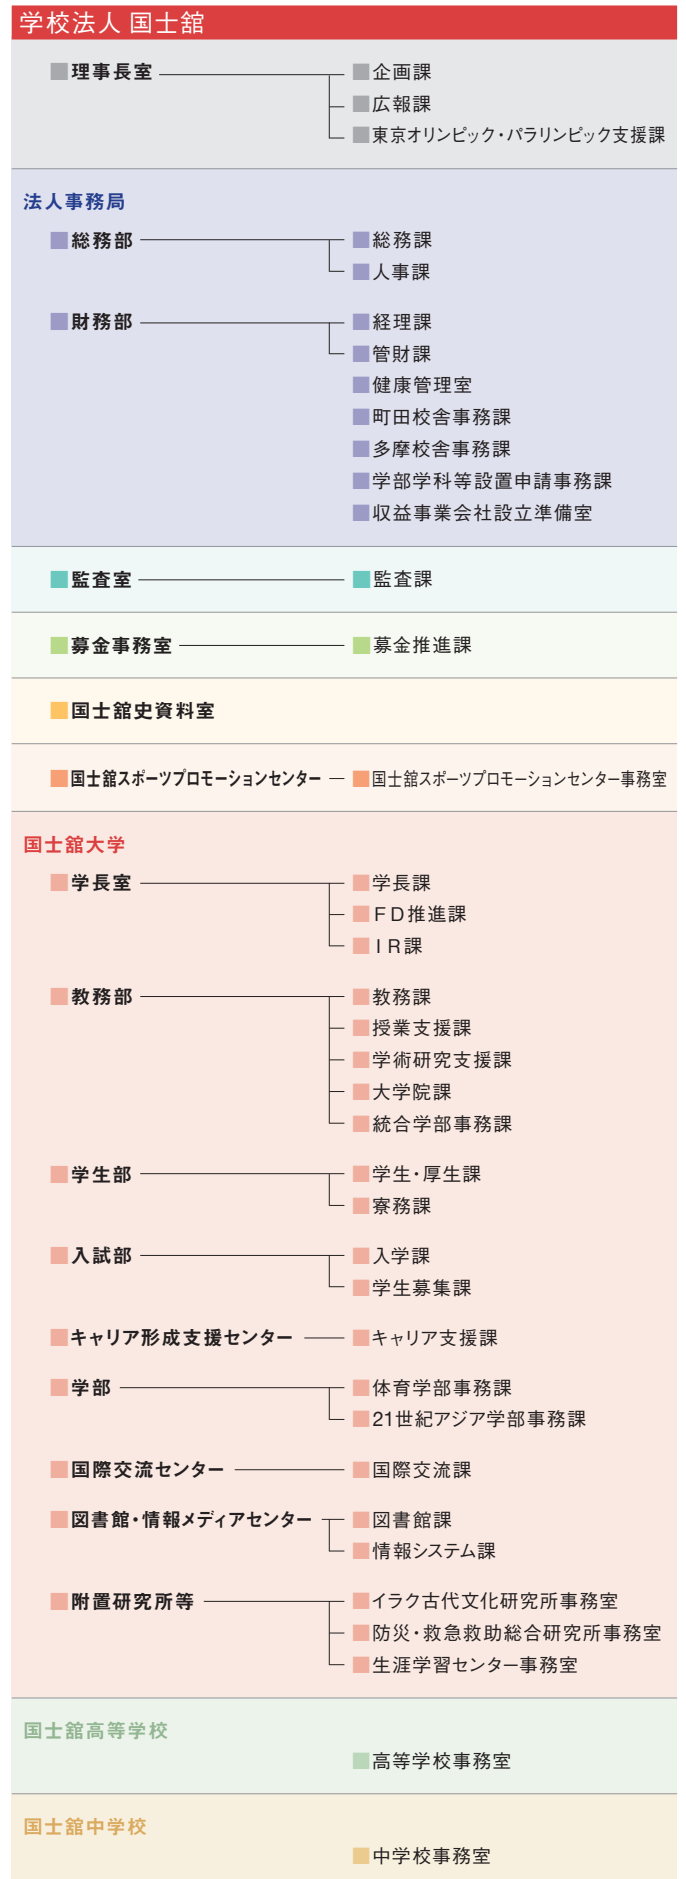 学校法人 国士舘
理事長室 企画課
広報課
東京オリンピック・パラリンピック支援課
法人事務局
総務部 総務課
人事課
財務部 経理課
管財課
健康管理室
町田校舎事務課
多摩校舎事務課
学部学科等設置申請事務課
収益事業会社設立準備室
監査室 監査課
募金事務室 募金推進課
国士舘史資料室
国士舘スポーツプロモーションセンター 国士舘スポーツプロモーションセンター事務室
国士舘大学
学長室 学長課
FD推進課
IR課
教務部 教務課
授業支援課
学術研究支援課
大学院課
統合学部事務課
学生部 学生・厚生課
寮務課
入試部 入学課
学生募集課
キャリア形成支援センター キャリア支援課
学部 体育学部事務課
21世紀アジア学部事務課
国際交流センター 国際交流課
図書館・情報メディアセンター 図書館課
情報システム課
附置研究所等 イラク古代文化研究所事務室
防災・救急救助総合研究所事務室
生涯学習センター事務室
国士舘高等学校
高等学校事務室
国士舘中学校
中学校事務室